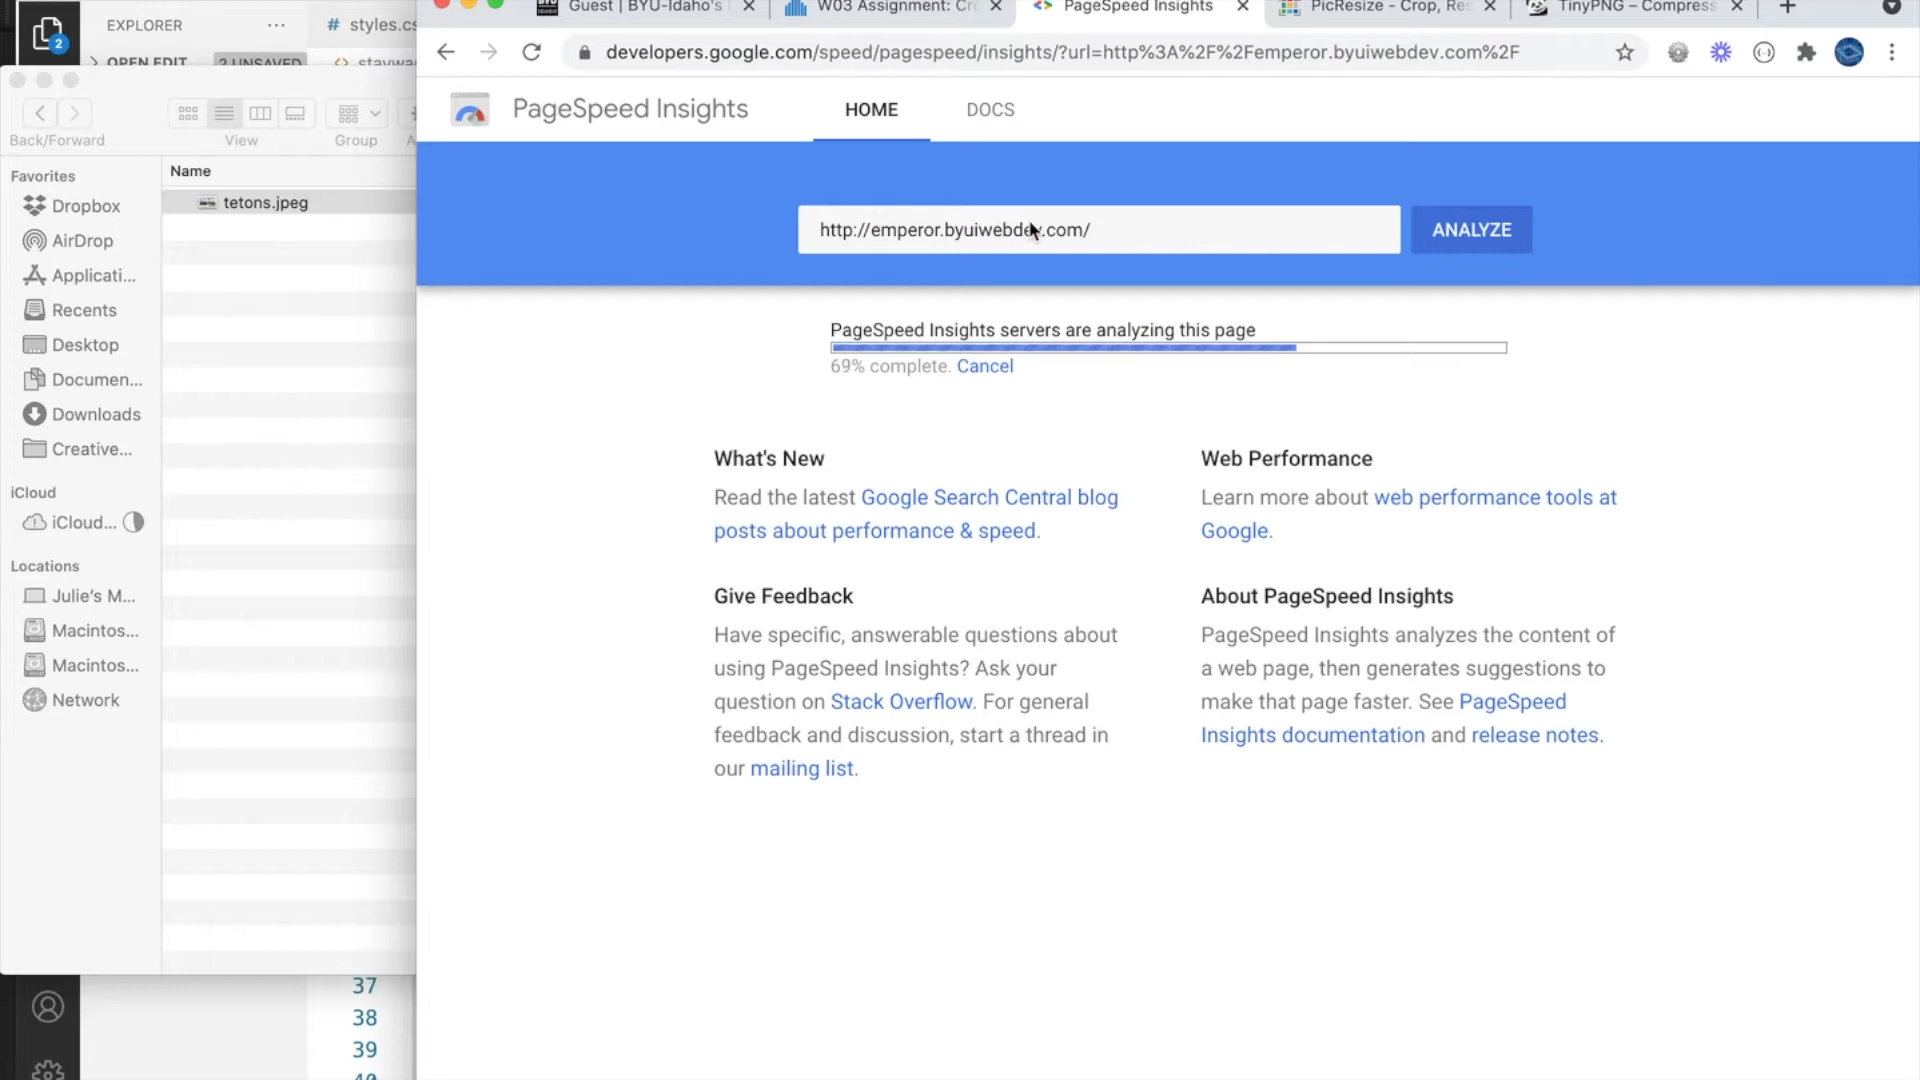 EXPLORER
# styles.cs
OPEN EDIT
2 UNSAVED
Back/Forward
View
Group
Favorites
Dropbox
AirDrop
Applicati...
Recents
Desktop
Documen...
Downloads
Creative...
iCloud
iCloud...
Locations
Julie's M...
Macintos...
Macintos...
Network
Name
tetons.jpeg
37
38
39
Guest | BYU-Idaho's
W03 Assignment: Cr
PageSpeed Insights
PicResize - Crop, Res
TinyPNG – Compress
developers.google.com/speed/pagespeed/insights/?url=http%3A%2F%2Femperor.byuiwebdev.com%2F
PageSpeed Insights
HOME
DOCS
http://emperor.byuiwebdev.com/
ANALYZE
PageSpeed Insights servers are analyzing this page
69% complete. Cancel
What's New
Read the latest Google Search Central blog
posts about performance & speed.
Web Performance
Learn more about web performance tools at
Google.
Give Feedback
Have specific, answerable questions about
using PageSpeed Insights? Ask your
question on Stack Overflow. For general
feedback and discussion, start a thread in
our mailing list.
About PageSpeed Insights
PageSpeed Insights analyzes the content of
a web page, then generates suggestions to
make that page faster. See PageSpeed
Insights documentation and release notes.